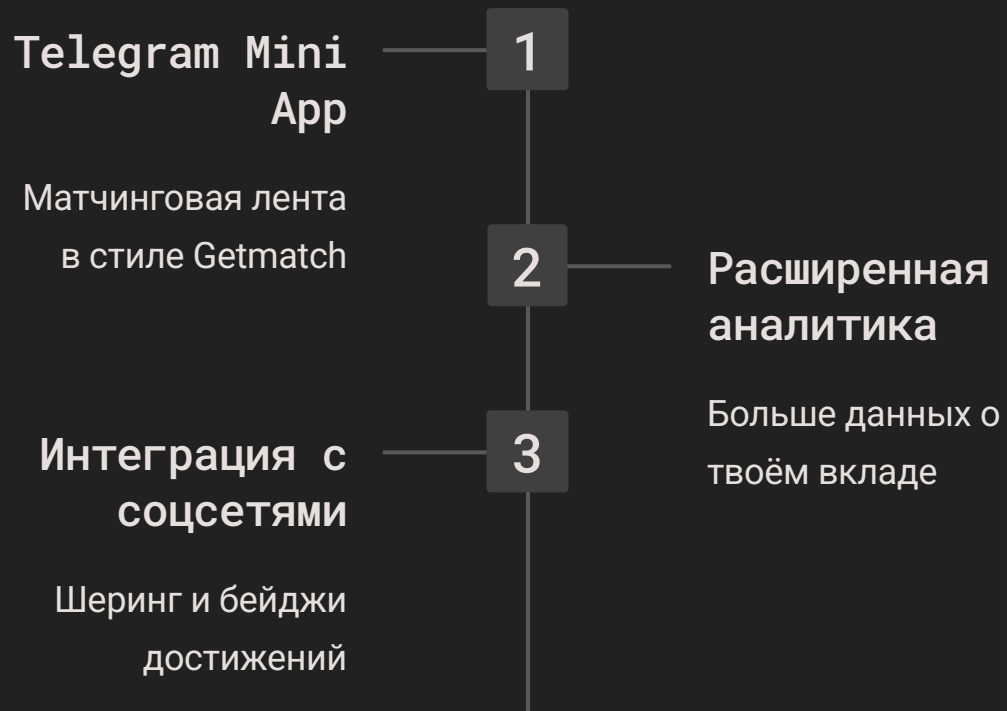 1
Telegram Mini
App
Матчинговая лента
в стиле Getmatch
2
Расширенная
аналитика
Больше данных о
твоём вкладе
3
Интеграция с
соцсетями
Шеринг и бейджи
достижений